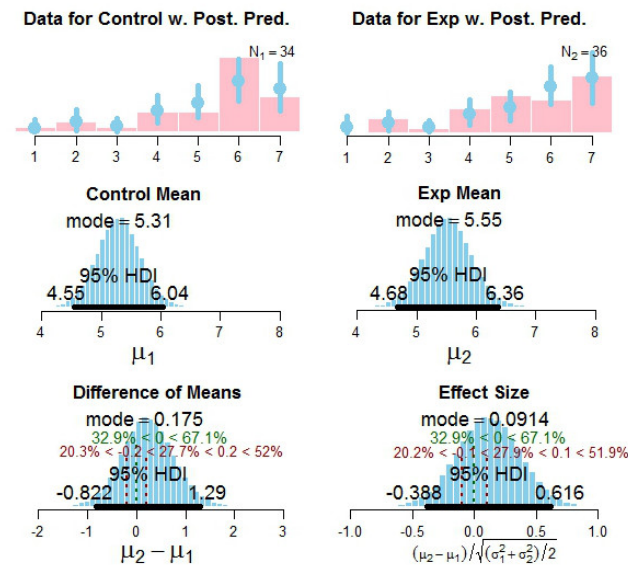 Data for Control w. Post. Pred.
N₁ = 34
1 2 3 4 5 6 7
Data for Exp w. Post. Pred.
N₂ = 36
1 2 3 4 5 6 7
Control Mean
mode = 5.31
95% HDI
4.55 6.04
4 5 6 7 8
μ₁
Exp Mean
mode = 5.55
95% HDI
4.68 6.36
4 5 6 7 8
μ₂
Difference of Means
mode = 0.175
32.9% < 0 < 67.1%
20.3% < -0.2 < 27.7% < 0.2 < 52%
95% HDI
-0.822 1.29
-2 -1 0 1 2 3
μ₂ − μ₁
Effect Size
mode = 0.0914
32.9% < 0 < 67.1%
20.2% < -0.1 < 27.9% < 0.1 < 51.9%
95% HDI
-0.388 0.616
-1.0 -0.5 0.0 0.5 1.0
(μ₂ − μ₁)/√(σ₁² + σ₂²)/2